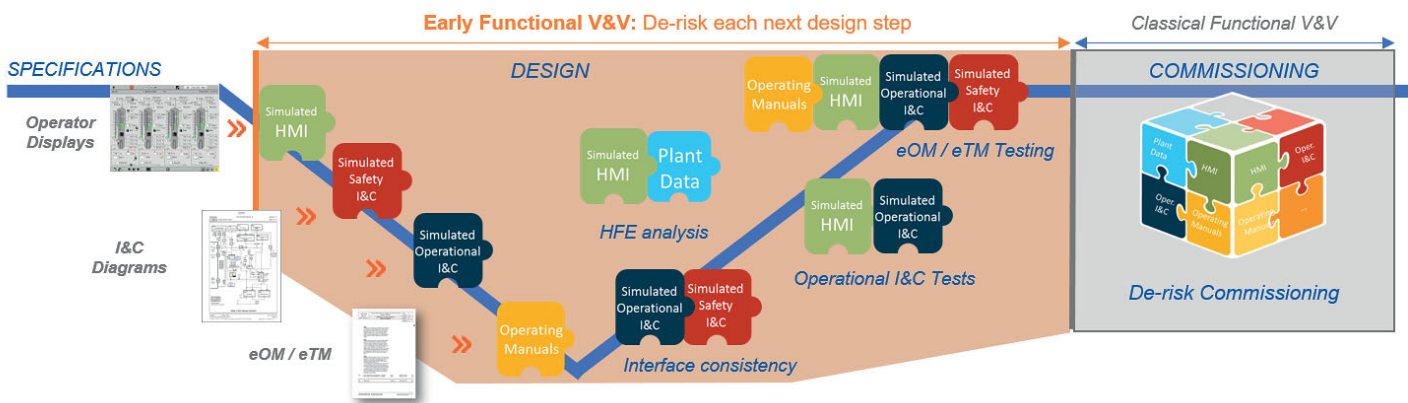 Early Functional V&V: De-risk each next design step
Classical Functional V&V
SPECIFICATIONS
DESIGN
COMMISSIONING
Operator
Displays
I&C
Diagrams
eOM / eTM
Simulated
HMI
Simulated
Safety
I&C
Simulated
Operational
I&C
Operating
Manuals
Simulated
HMI
Plant
Data
HFE analysis
Simulated
Operational
I&C
Simulated
Safety
I&C
Interface consistency
Simulated
HMI
Simulated
Operational
I&C
Operational I&C Tests
Operating
Manuals
Simulated
HMI
Simulated
Operational
I&C
Simulated
Safety
I&C
eOM / eTM Testing
Plant
Data
HMI
HMI
Oper.
I&C
Oper.
I&C
Operating
Manuals
Operating
Manuals
...
De-risk Commissioning